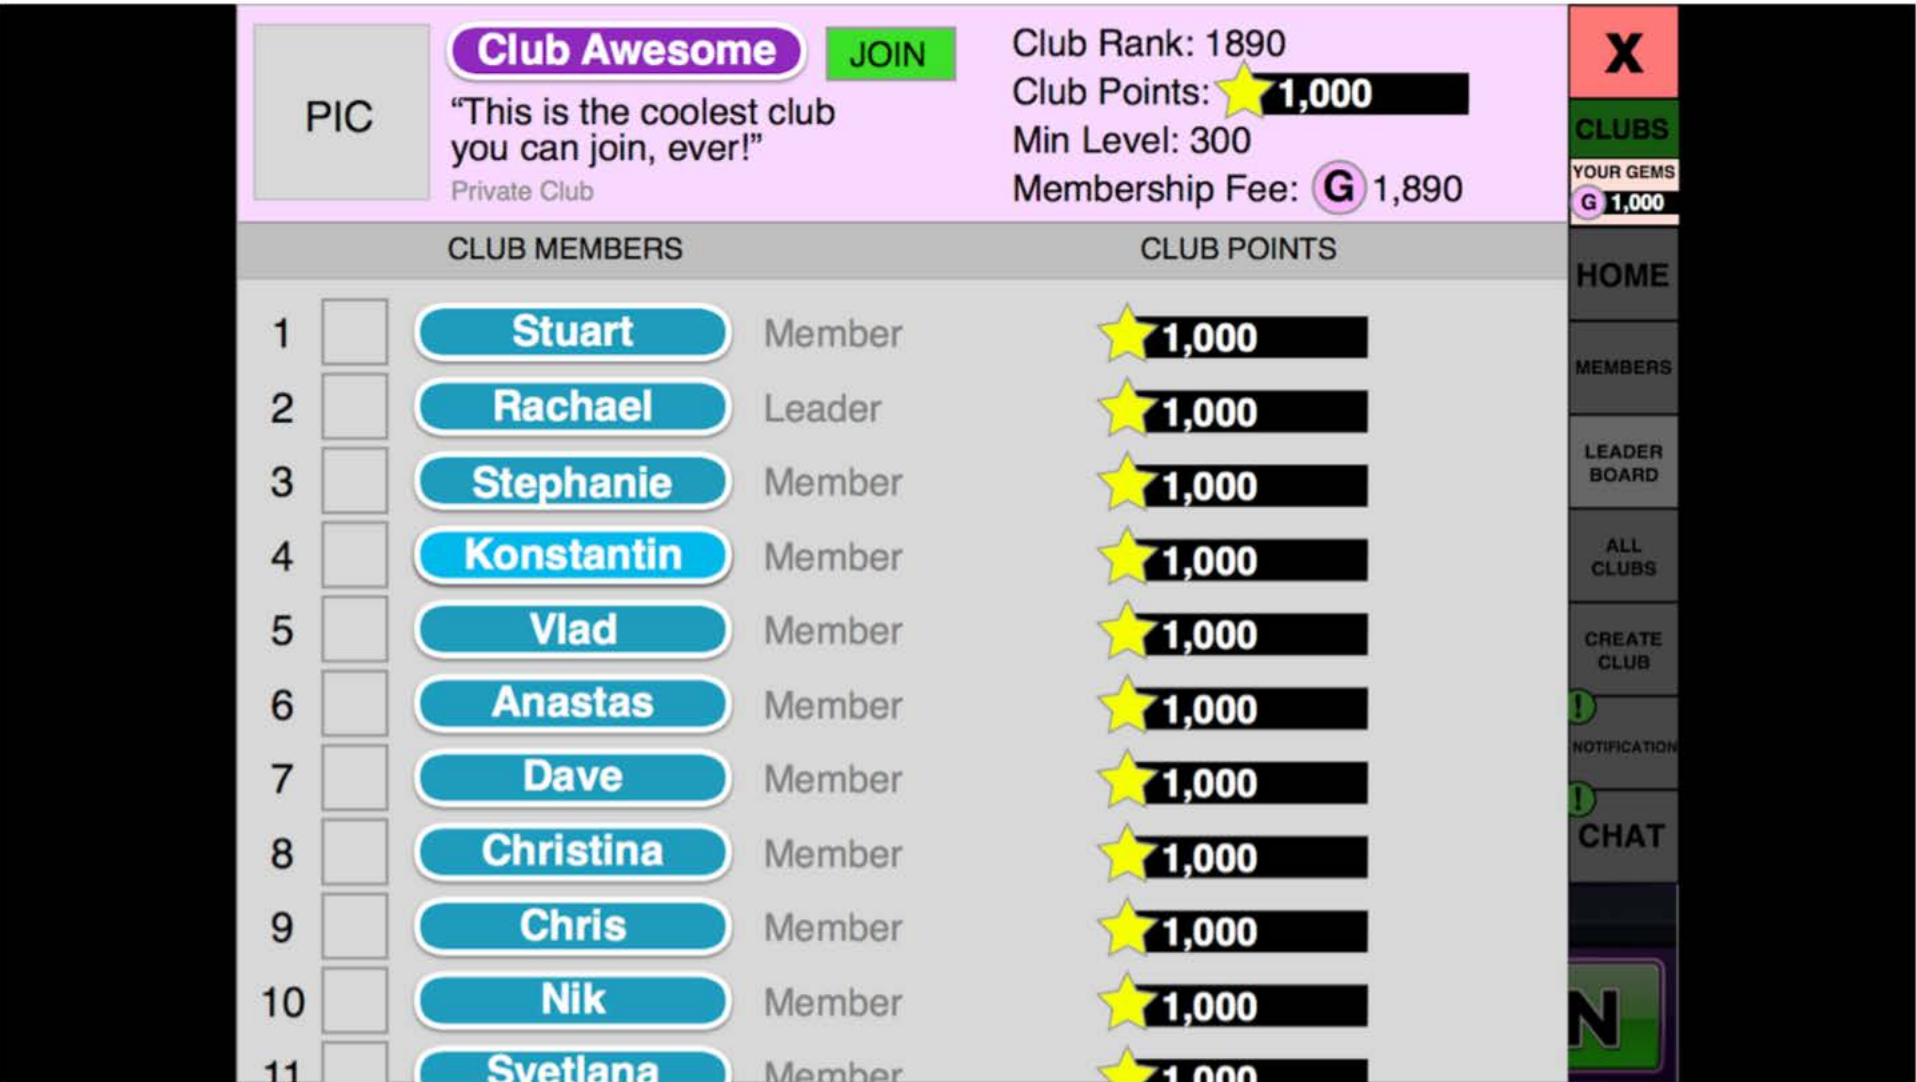 PIC
Club Awesome
JOIN
“This is the coolest club
you can join, ever!”
Private Club
Club Rank: 1890
Club Points: 1,000
Min Level: 300
Membership Fee: G 1,890
X
CLUBS
YOUR GEMS
G 1,000
HOME
MEMBERS
LEADER
BOARD
ALL
CLUBS
CREATE
CLUB
!
NOTIFICATION
!
CHAT
N
CLUB MEMBERS CLUB POINTS
1 Stuart Member 1,000
2 Rachael Leader 1,000
3 Stephanie Member 1,000
4 Konstantin Member 1,000
5 Vlad Member 1,000
6 Anastas Member 1,000
7 Dave Member 1,000
8 Christina Member 1,000
9 Chris Member 1,000
10 Nik Member 1,000
11 Svetlana Member 1,000